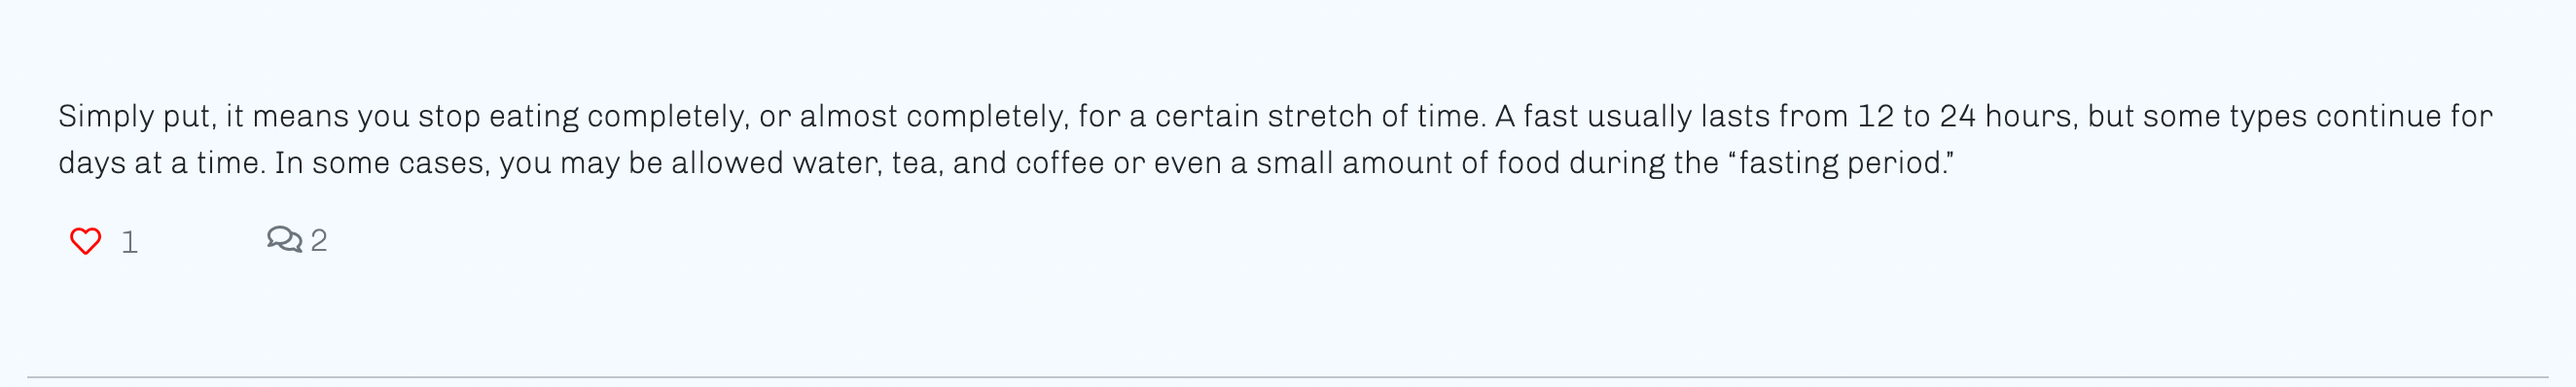 Simply put, it means you stop eating completely, or almost completely, for a certain stretch of time. A fast usually lasts from 12 to 24 hours, but some types continue for
days at a time. In some cases, you may be allowed water, tea, and coffee or even a small amount of food during the “fasting period.”
1 2